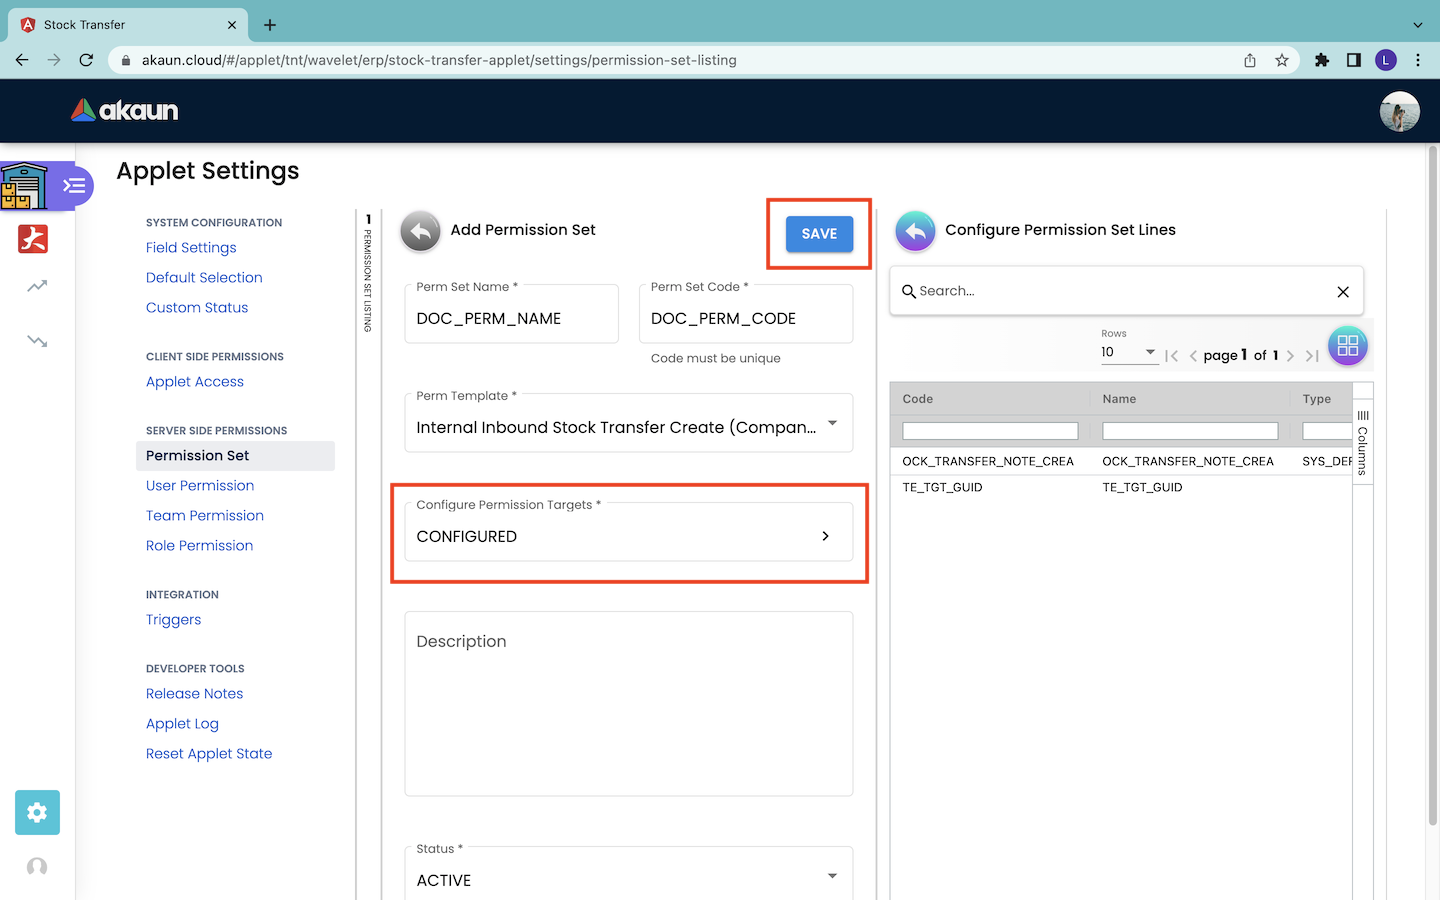 Stock Transfer
akaun.cloud/#/applet/tnt/wavelet/erp/stock-transfer-applet/settings/permission-set-listing
L
akaun
Applet Settings
SYSTEM CONFIGURATION
Field Settings
Default Selection
Custom Status
CLIENT SIDE PERMISSIONS
Applet Access
SERVER SIDE PERMISSIONS
Permission Set
User Permission
Team Permission
Role Permission
INTEGRATION
Triggers
DEVELOPER TOOLS
Release Notes
Applet Log
Reset Applet State
1 PERMISSION SET LISTING
Add Permission Set
SAVE
Perm Set Name *
DOC_PERM_NAME
Perm Set Code *
DOC_PERM_CODE
Code must be unique
Perm Template *
Internal Inbound Stock Transfer Create (Compan...
Configure Permission Targets *
CONFIGURED
Description
Status *
ACTIVE
Configure Permission Set Lines
Search...
Rows
10
page 1 of 1
Code Name Type
OCK_TRANSFER_NOTE_CREA OCK_TRANSFER_NOTE_CREA SYS_DEF
TE_TGT_GUID TE_TGT_GUID
Columns